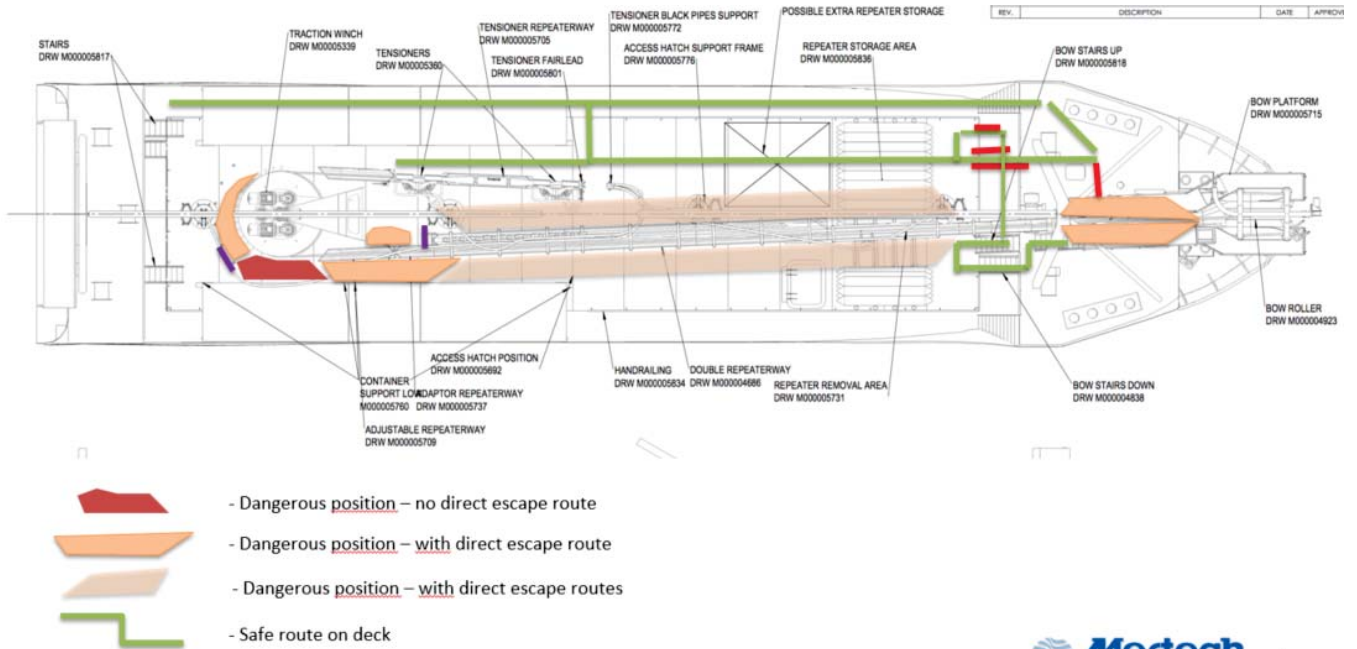 REV.
DESCRIPTION
DATE
STAIRS
DRW M000005817
TRACTION WINCH
DRW M00005339
TENSIONERS
DRW M00005360
TENSIONER REPEATERWAY
DRW M000005705
TENSIONER FAIRLEAD
DRW M000005801
TENSIONER BLACK PIPES SUPPORT
DRW M000005772
ACCESS HATCH SUPPORT FRAME
DRW M000005776
POSSIBLE EXTRA REPEATER STORAGE
REPEATER STORAGE AREA
DRW M000005836
BOW STAIRS UP
DRW M000005818
BOW PLATFORM
DRW M000005715
BOW ROLLER
DRW M000004923
ACCESS HATCH POSITION
DRW M000005692
CONTAINER
SUPPORT LOW
M000005760
ADAPTOR REPEATERWAY
DRW M000005737
ADJUSTABLE REPEATERWAY
DRW M000005709
HANDRAILING
DRW M000005834
DOUBLE REPEATERWAY
DRW M000004686
REPEATER REMOVAL AREA
DRW M000005731
BOW STAIRS DOWN
DRW M000004838
- Dangerous position – no direct escape route
- Dangerous position – with direct escape route
- Dangerous position – with direct escape routes
- Safe route on deck